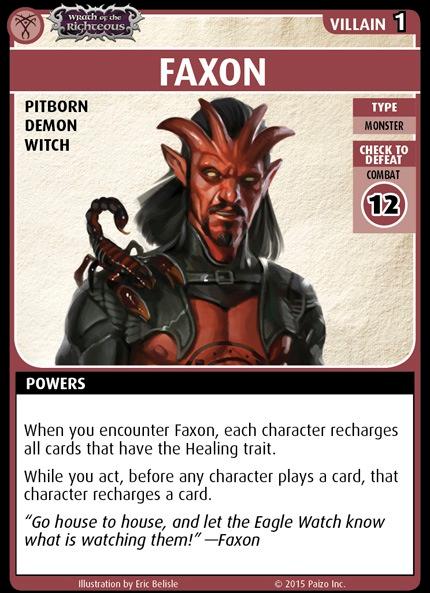 Wrath of the
Righteous
VILLAIN 1
FAXON
PITBORN
DEMON
WITCH
TYPE
MONSTER
CHECK TO
DEFEAT
COMBAT
12
POWERS
When you encounter Faxon, each character recharges
all cards that have the Healing trait.
While you act, before any character plays a card, that
character recharges a card.
“Go house to house, and let the Eagle Watch know
what is watching them!” —Faxon
Illustration by Eric Belisle
© 2015 Paizo Inc.